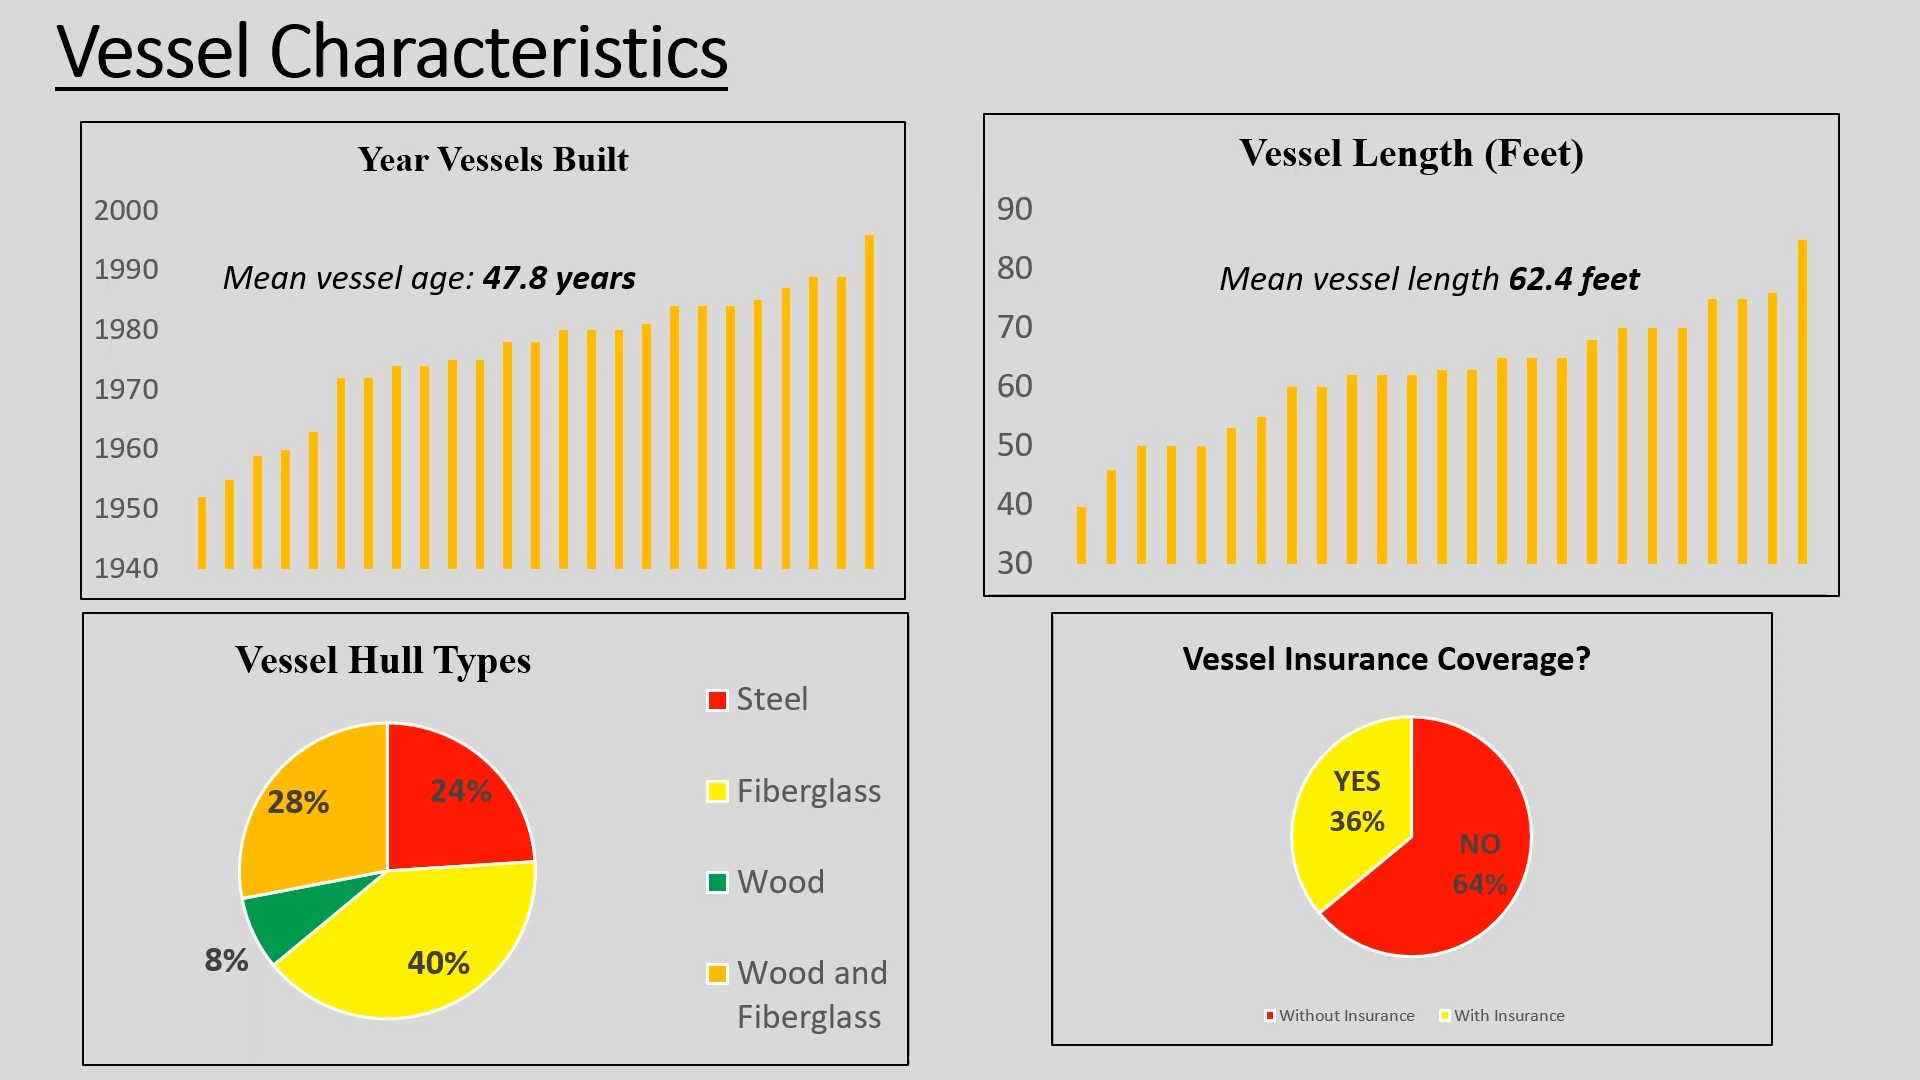 Vessel Characteristics
Year Vessels Built
2000
1990
1980
1970
1960
1950
1940
Mean vessel age: 47.8 years
Vessel Length (Feet)
90
80
70
60
50
40
30
Mean vessel length 62.4 feet
Vessel Hull Types
24%
40%
8%
28%
Steel
Fiberglass
Wood
Wood and
Fiberglass
Vessel Insurance Coverage?
YES
36%
NO
64%
Without Insurance
With Insurance